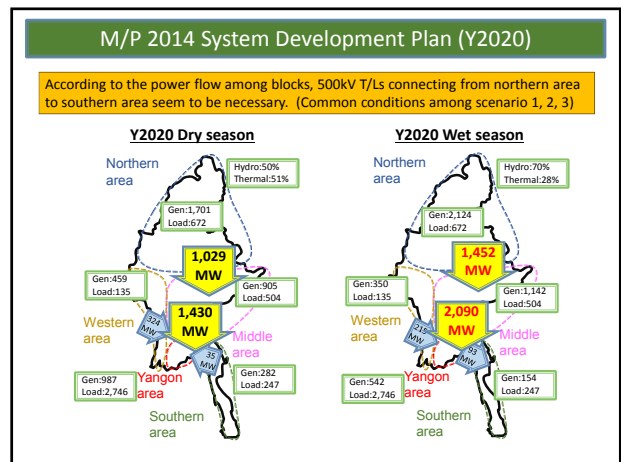 M/P 2014 System Development Plan (Y2020)
According to the power flow among blocks, 500kV T/Ls connecting from northern area
to southern area seem to be necessary.  (Common conditions among scenario 1, 2, 3)
Y2020 Dry season
Northern
area
Hydro:50%
Thermal:51%
Gen:1,701
Load:672
1,029
MW
Gen:459
Load:135
Gen:905
Load:504
1,430
MW
Western
area
324
MW
Middle
area
35
MW
Gen:987
Load:2,746
Yangon
area
Gen:282
Load:247
Southern
area
Y2020 Wet season
Northern
area
Hydro:70%
Thermal:28%
Gen:2,124
Load:672
1,452
MW
Gen:350
Load:135
Gen:1,142
Load:504
2,090
MW
Western
area
215
MW
Middle
area
93
MW
Gen:542
Load:2,746
Yangon
area
Gen:154
Load:247
Southern
area